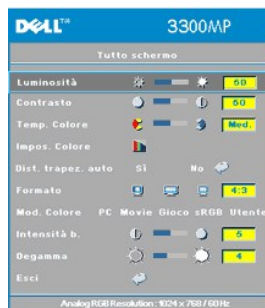 DELL™ 3300MP
Tutto schermo
Luminosità 50
Contrasto 50
Temp. Colore Med.
Impos. Colore
Dist. trapez. auto Sì No
Formato 4:3
Mod. Colore PC Movie Gioco sRGB Utente
Intensità b. 5
Degamma 4
Esci
Analog RGB Resolution : 1024 x 768 / 60 Hz